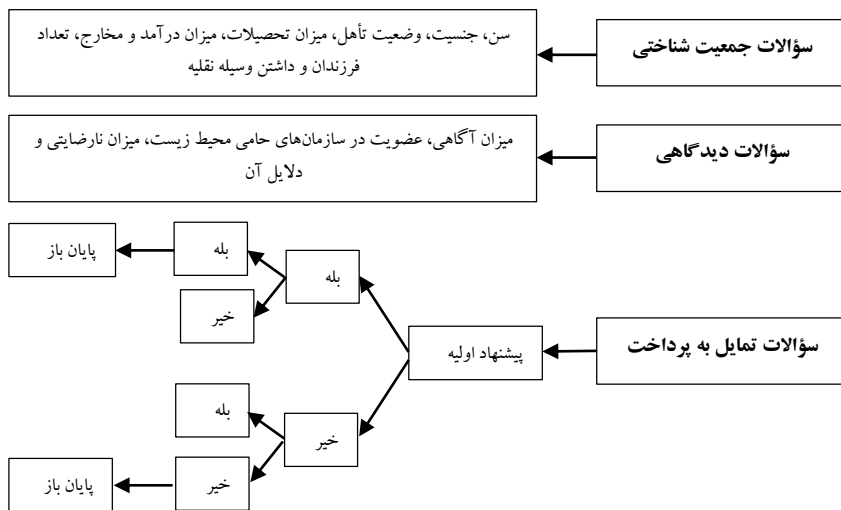 سؤالات جمعیت شناختی
سن، جنسیت، وضعیت تأهل، میزان تحصیلات، میزان درآمد و مخارج، تعداد
فرزندان و داشتن وسیله نقلیه
سؤالات دیدگاهی
میزان آگاهی، عضویت در سازمان‌های حامی محیط زیست، میزان نارضایتی و
دلایل آن
سؤالات تمایل به پرداخت
پیشنهاد اولیه
بله
بله
پایان باز
خیر
خیر
بله
خیر
پایان باز